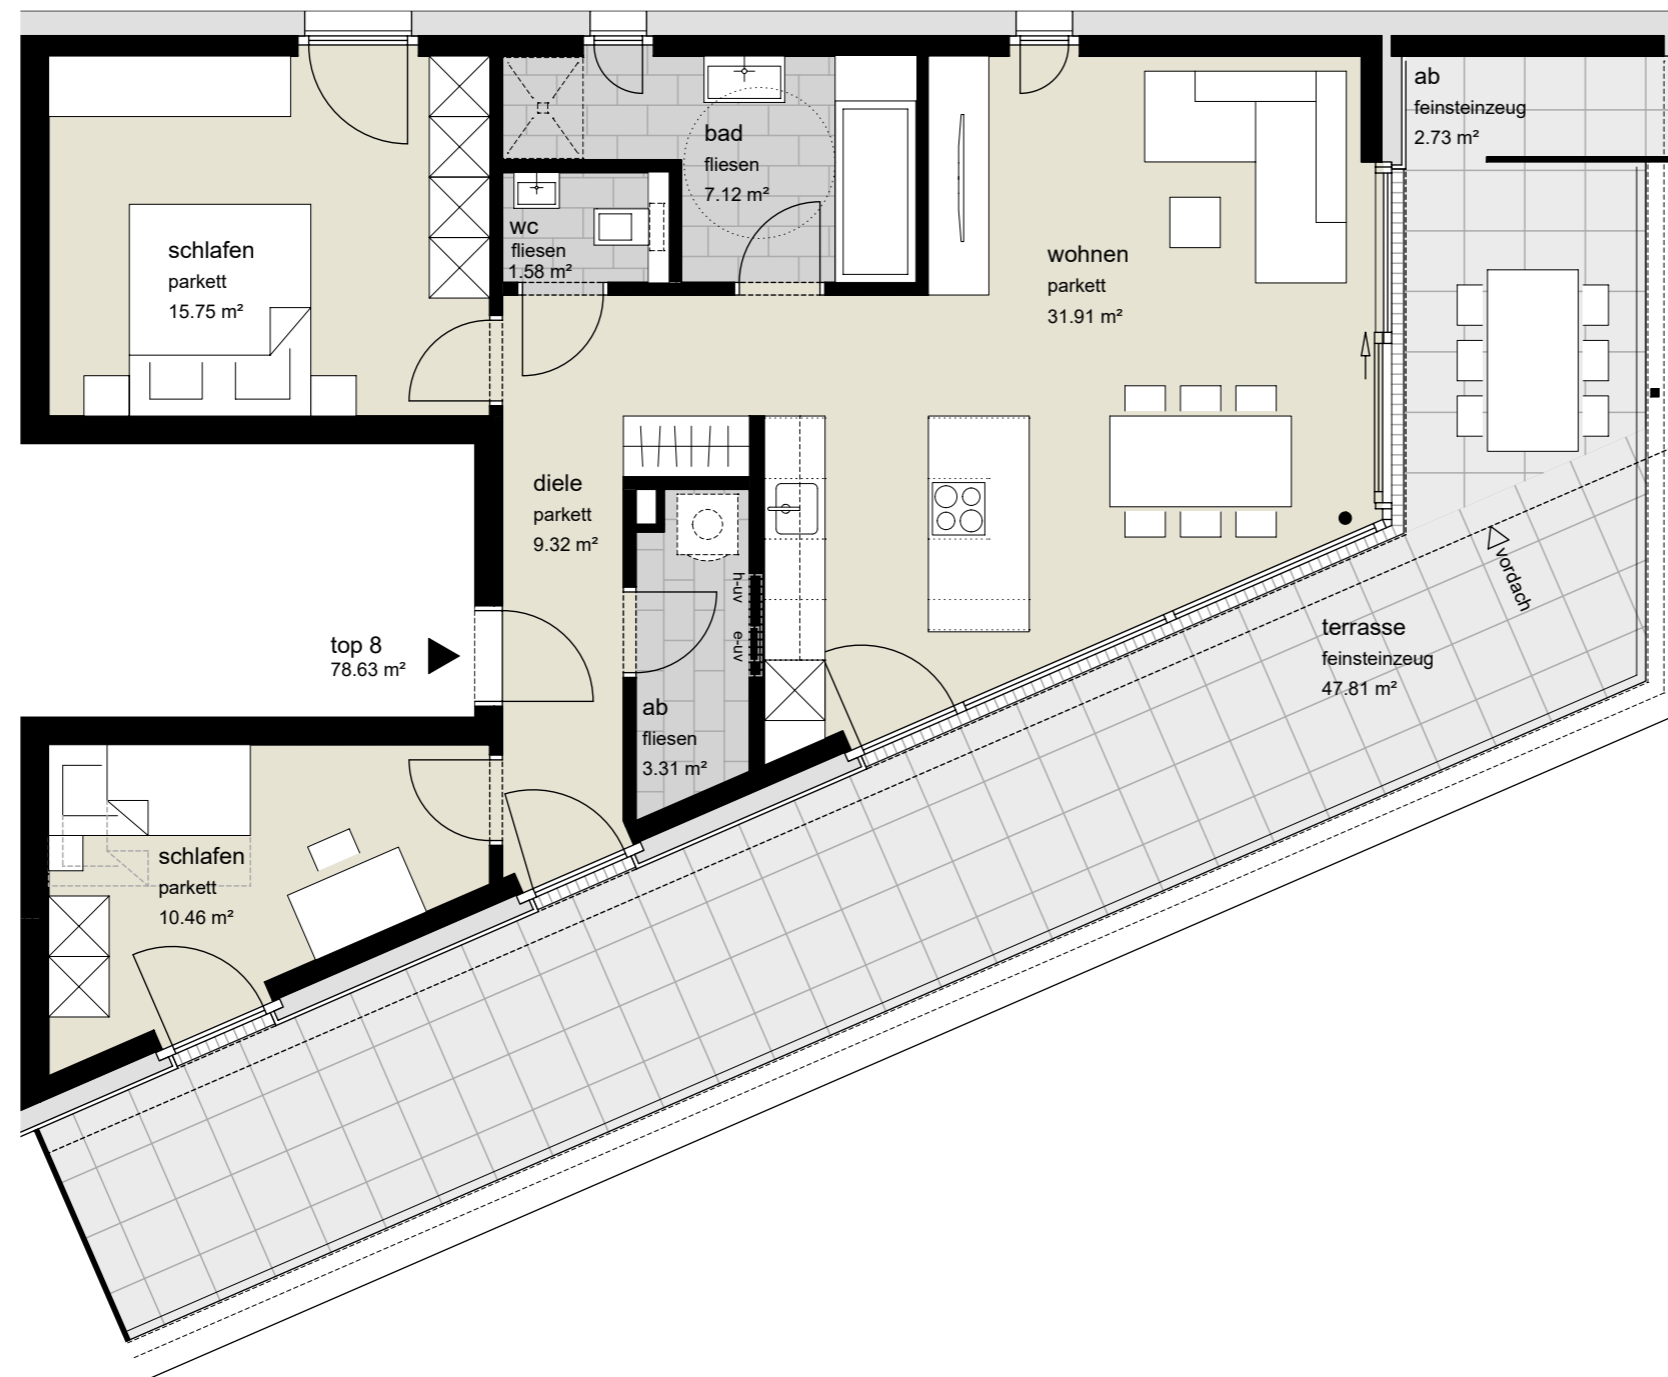 ab
feinsteinzeug
2.73 m²
bad
fliesen
7.12 m²
wc
fliesen
1.58 m²
schlafen
parkett
15.75 m²
wohnen
parkett
31.91 m²
diele
parkett
9.32 m²
h-uv
e-uv
vordach
top 8
78.63 m²
terrasse
feinsteinzeug
47.81 m²
ab
fliesen
3.31 m²
schlafen
parkett
10.46 m²